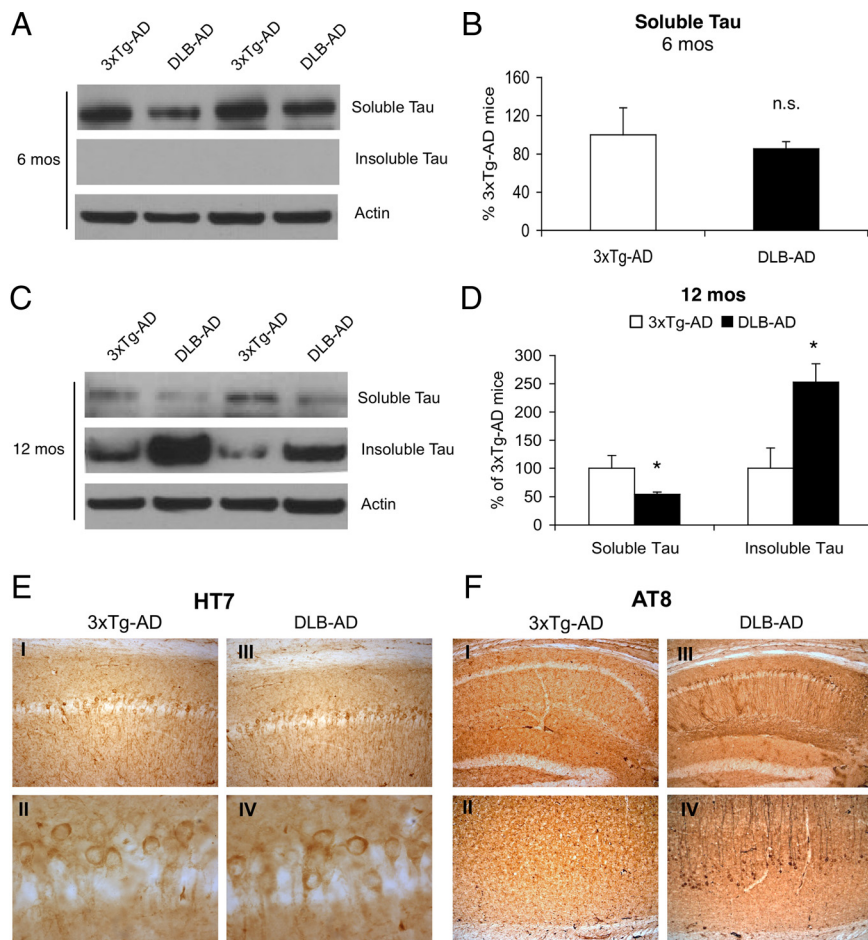 A
3xTg-AD DLB-AD 3xTg-AD DLB-AD
Soluble Tau
6 mos
Insoluble Tau
Actin
B
Soluble Tau
6 mos
% 3xTg-AD mice
160
120
80
40
0
n.s.
3xTg-AD DLB-AD
C
3xTg-AD DLB-AD 3xTg-AD DLB-AD
Soluble Tau
12 mos
Insoluble Tau
Actin
D
12 mos
3xTg-AD DLB-AD
% of 3xTg-AD mice
300
250
200
150
100
50
0
*
*
Soluble Tau Insoluble Tau
E
HT7
3xTg-AD DLB-AD
I
III
II
IV
F
AT8
3xTg-AD DLB-AD
I
III
II
IV